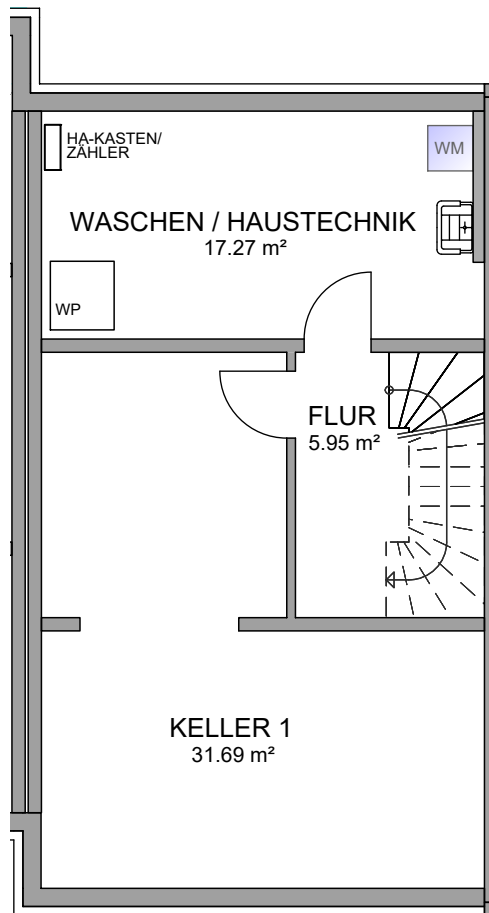 HA-KASTEN/
ZÄHLER
WM
WASCHEN / HAUSTECHNIK
17.27 m²
WP
FLUR
5.95 m²
KELLER 1
31.69 m²